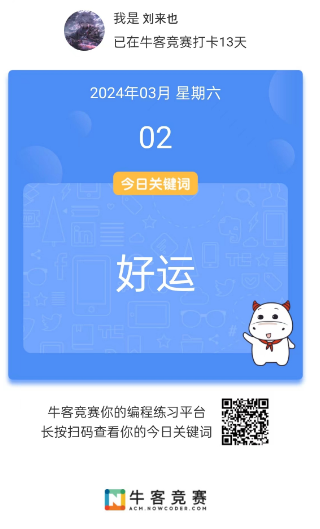 我是 刘来也
已在牛客竞赛打卡13天
2024年03月 星期六
02
今日关键词
好运
牛客竞赛你的编程练习平台
长按扫码查看你的今日关键词
牛客竞赛
ACM.NOWCODER.COM